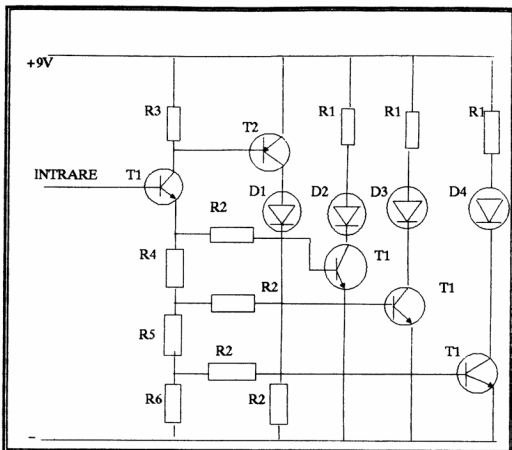 +9V
R3
T2
R1
R1
R1
INTRARE
T1
D1
D2
D3
D4
R2
T1
R4
R2
T1
R5
R2
T1
R6
R2
–